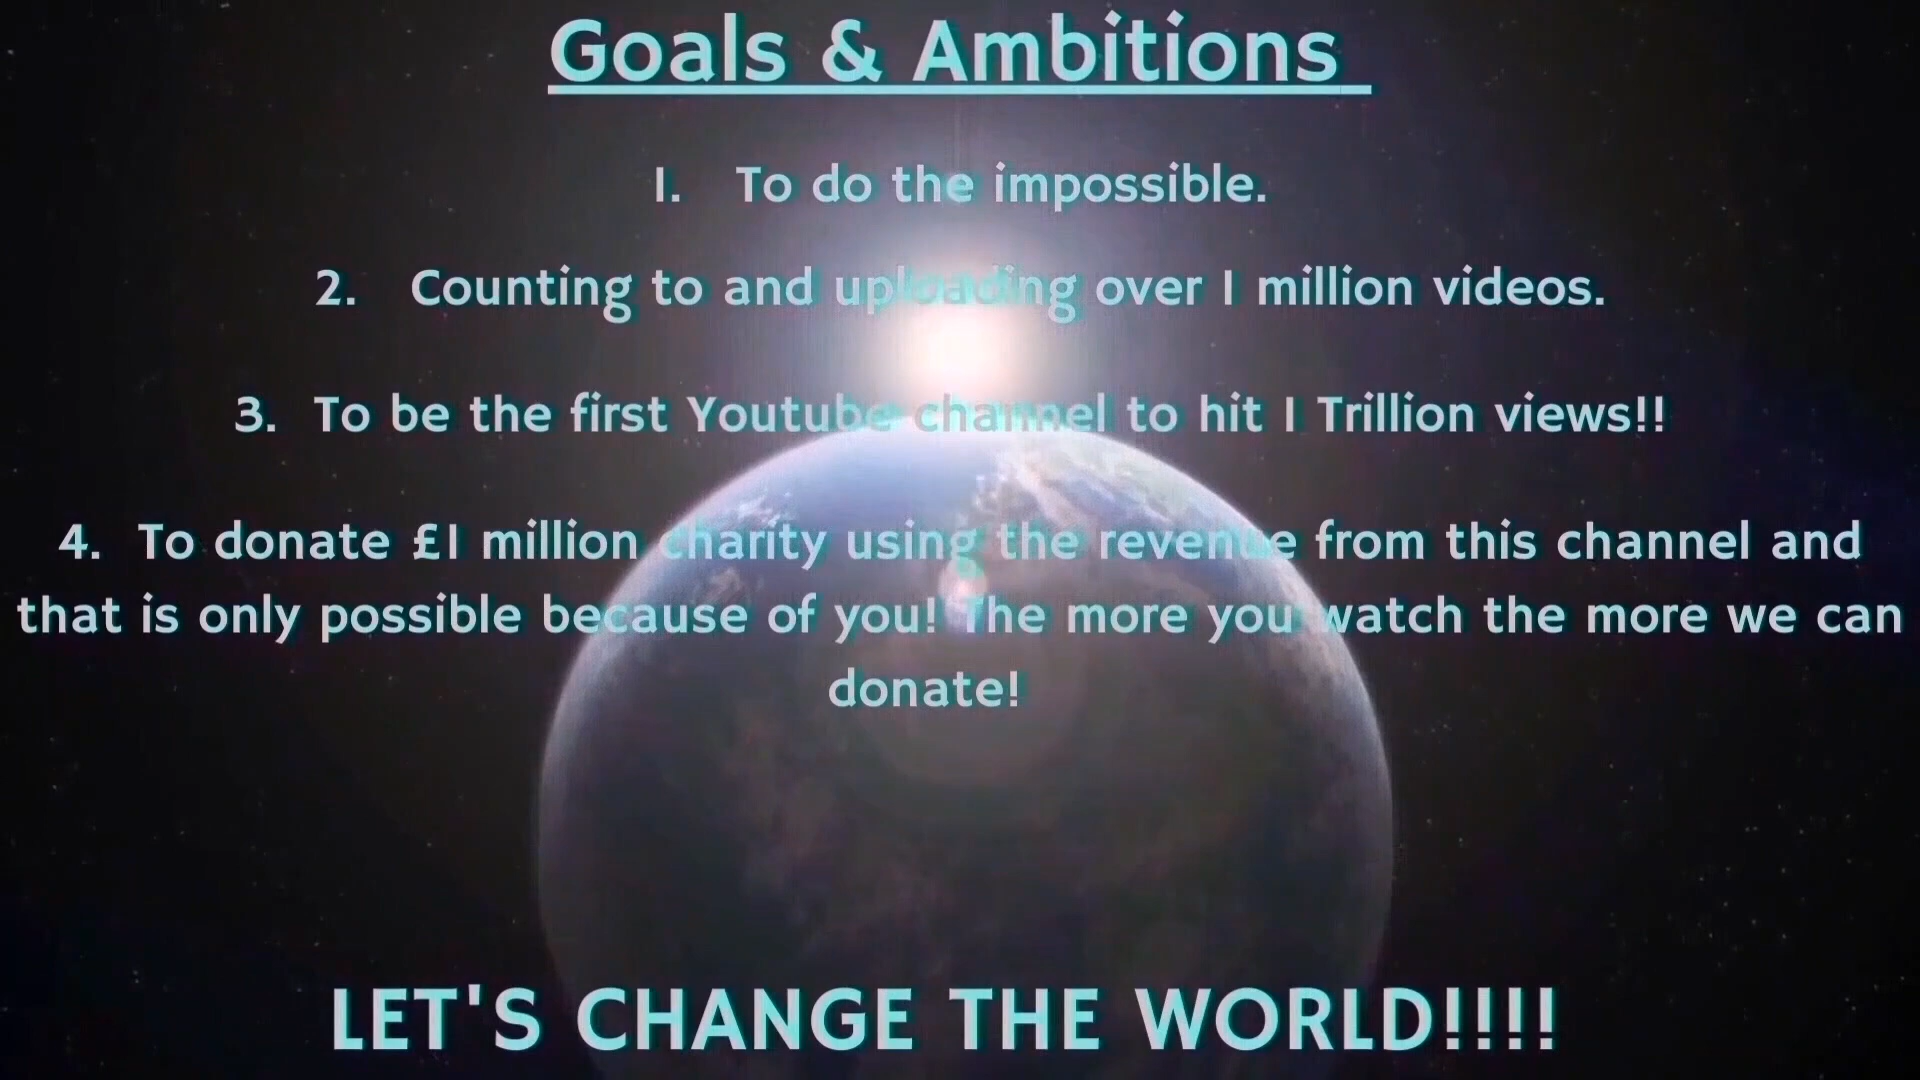 Goals & Ambitions
1. To do the impossible.
2. Counting to and uploading over 1 million videos.
3. To be the first Youtube channel to hit 1 Trillion views!!
4. To donate £1 million charity using the revenue from this channel and
that is only possible because of you! The more you watch the more we can
donate!
LET'S CHANGE THE WORLD!!!!